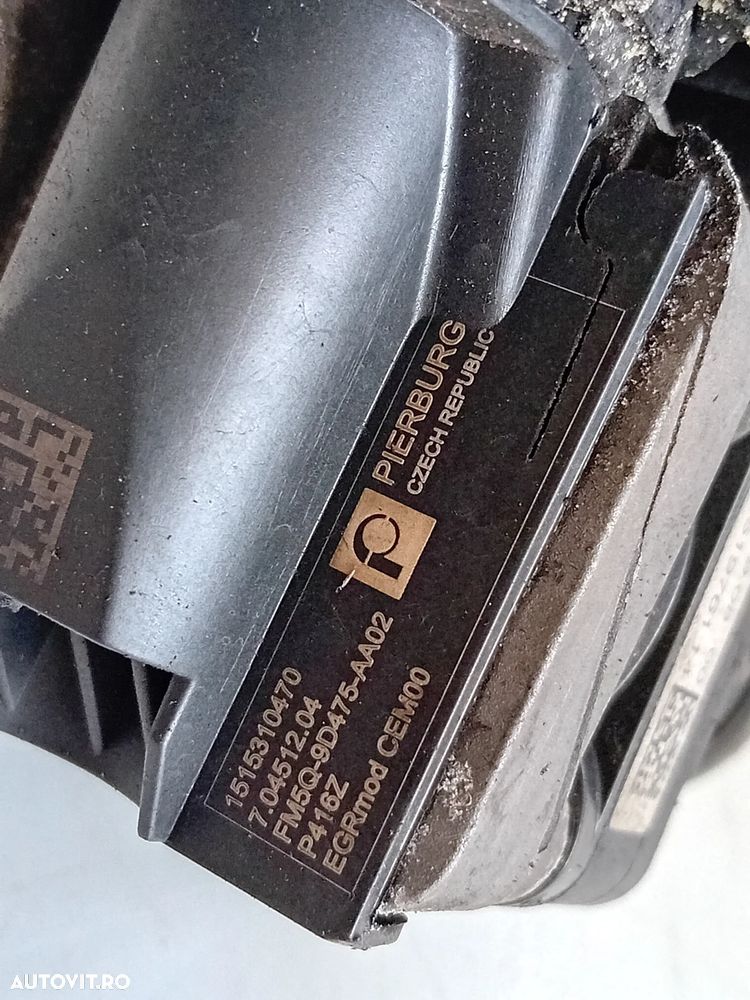 PIERBURG
CZECH REPUBLIC
1515310470
7.04512.04
FM5Q-9D475-AA02
P416Z
EGRmod CEM00
AUTOVIT.RO